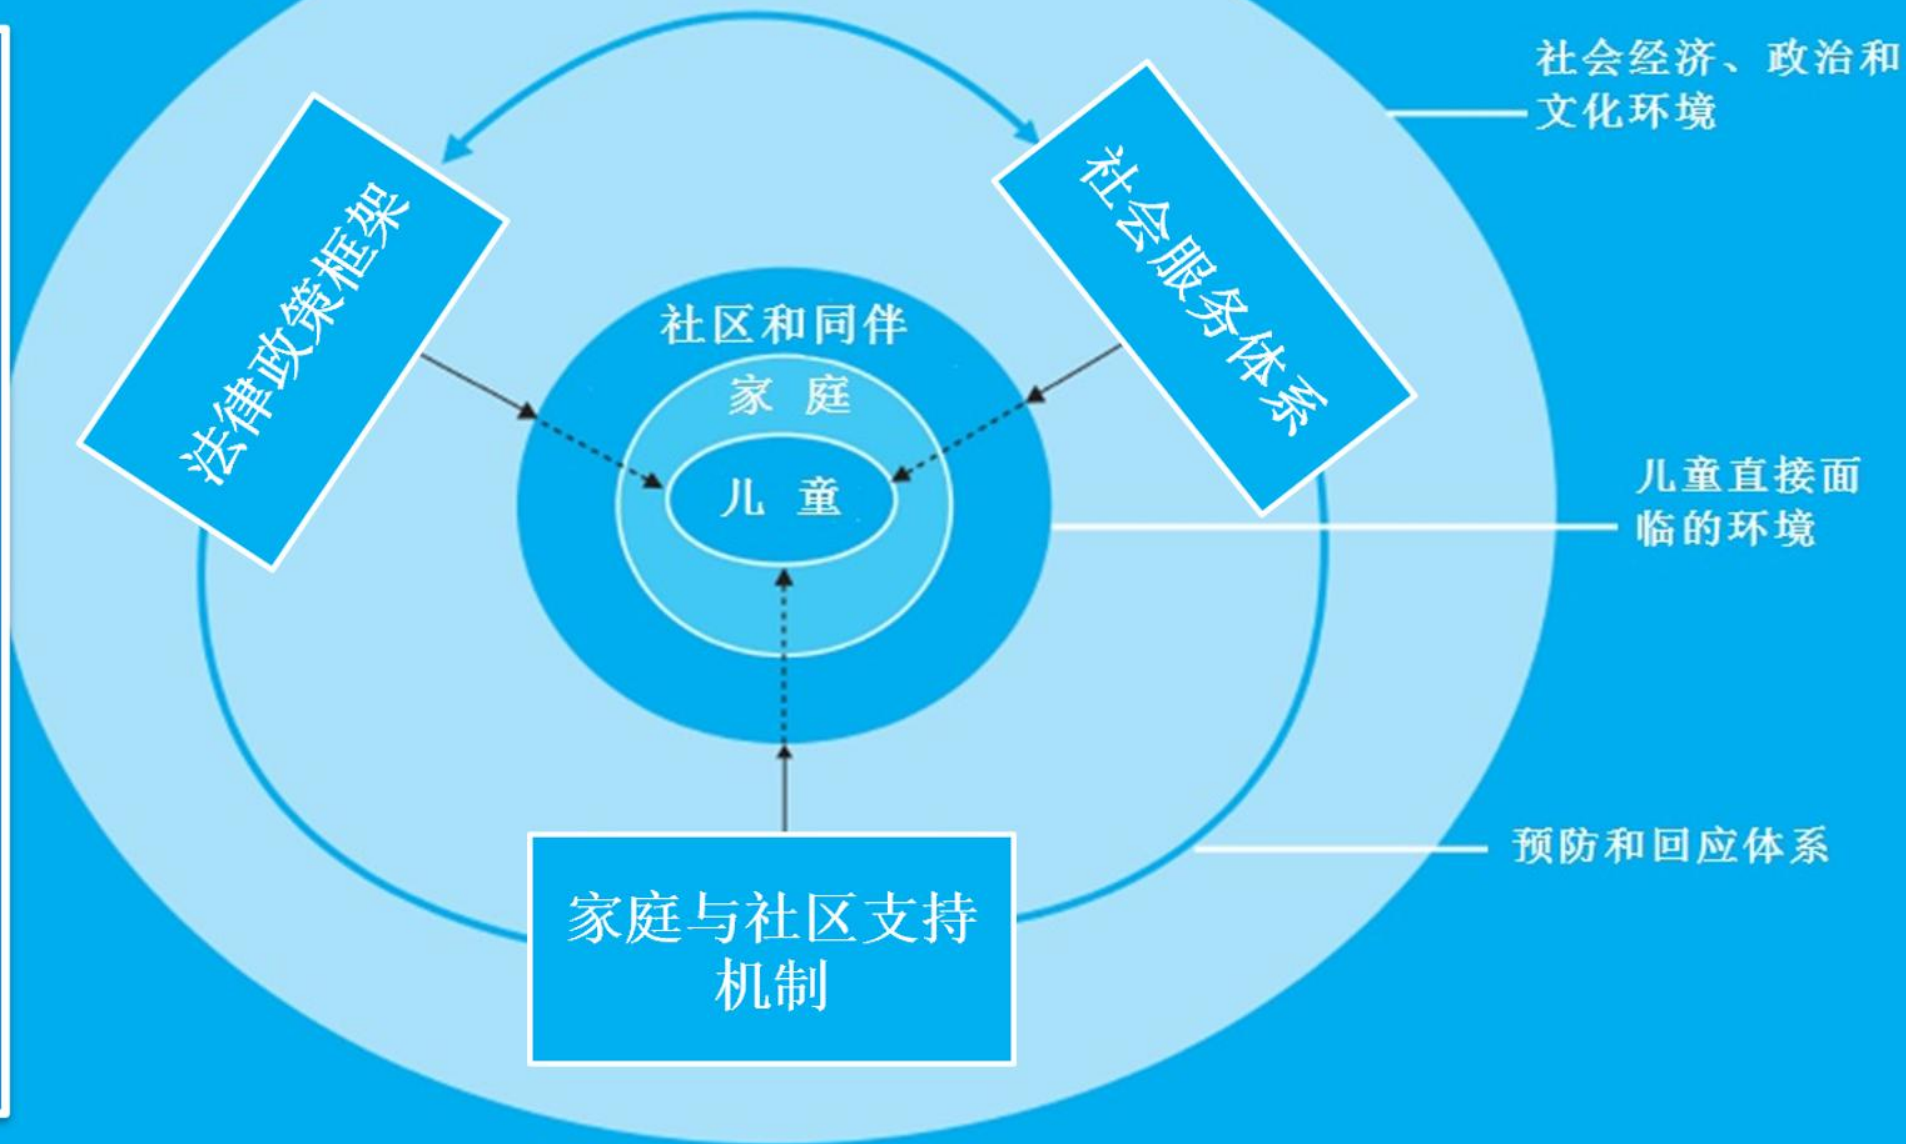 社会经济、政治和
文化环境
法律政策框架
社会服务体系
社区和同伴
家 庭
儿 童
儿童直接面
临的环境
预防和回应体系
家庭与社区支持
机制